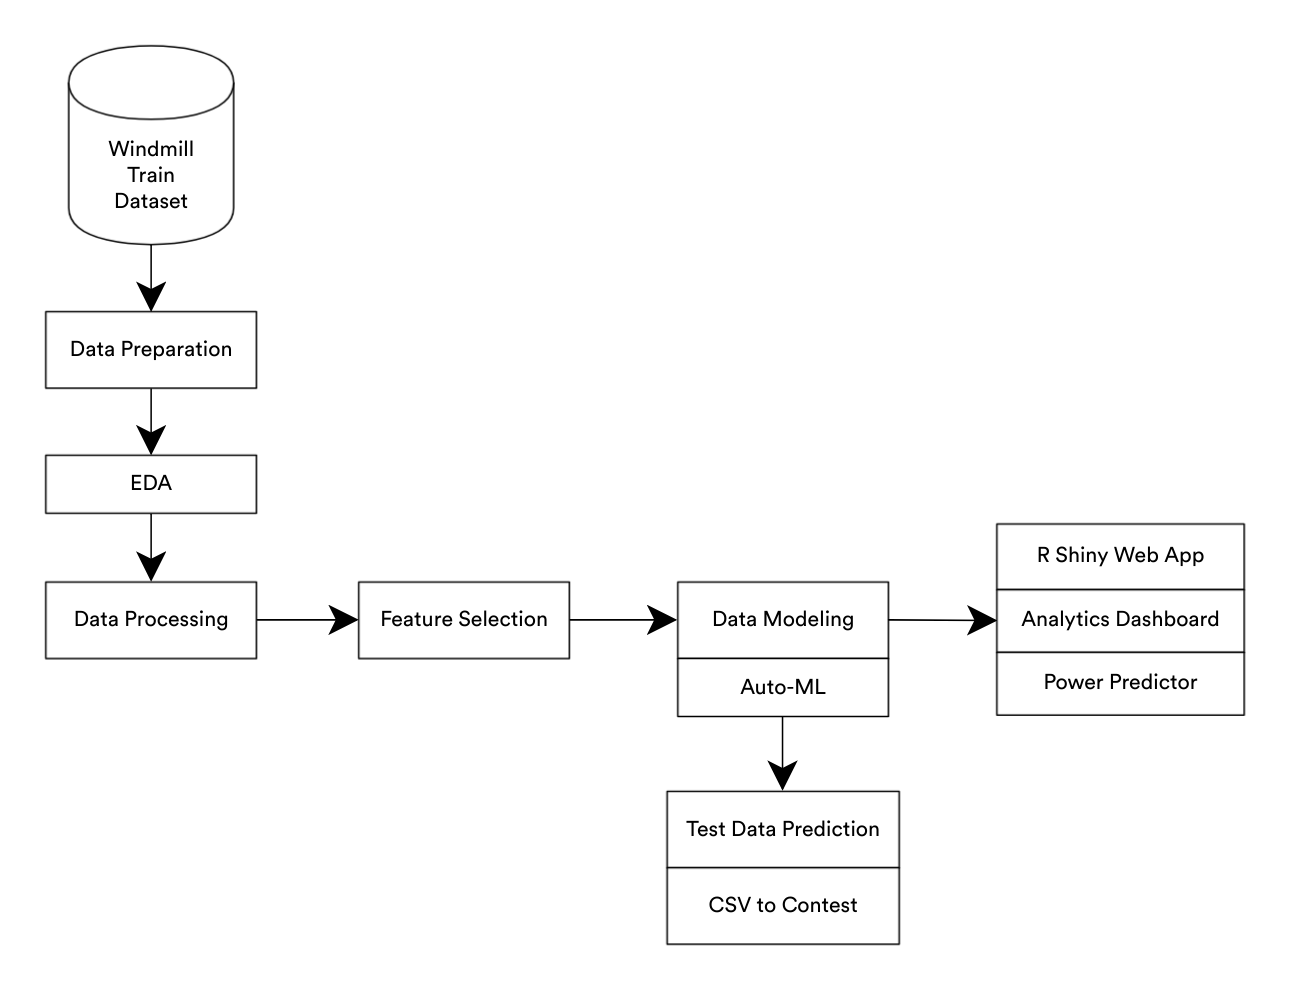 Windmill
Train
Dataset
Data Preparation
EDA
Data Processing
Feature Selection
Data Modeling
Auto-ML
R Shiny Web App
Analytics Dashboard
Power Predictor
Test Data Prediction
CSV to Contest